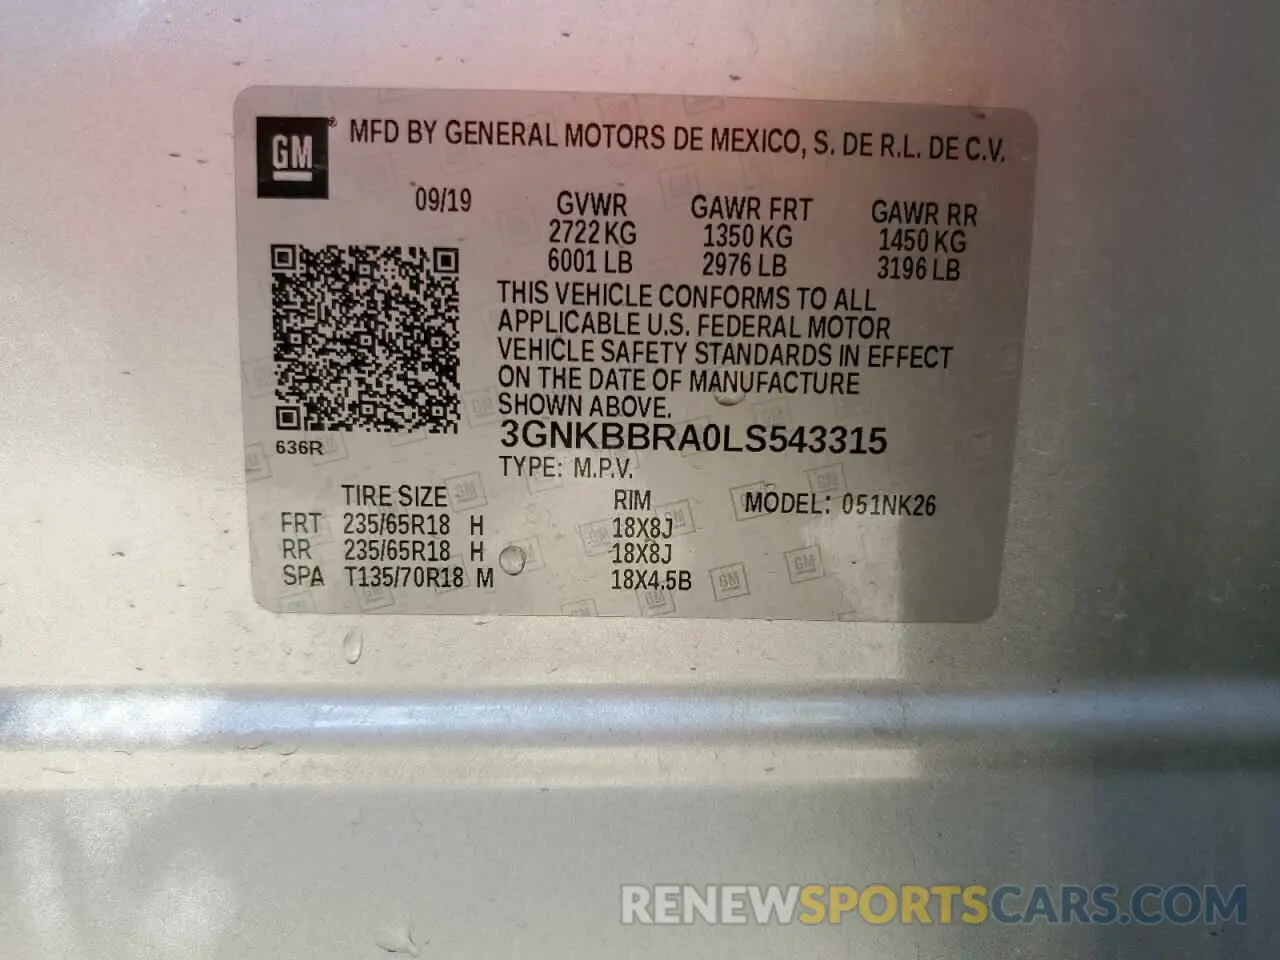 GM
® MFD BY GENERAL MOTORS DE MEXICO, S. DE R.L. DE C.V.
09/19
GVWR GAWR FRT GAWR RR
2722 KG 1350 KG 1450 KG
6001 LB 2976 LB 3196 LB
THIS VEHICLE CONFORMS TO ALL
APPLICABLE U.S. FEDERAL MOTOR
VEHICLE SAFETY STANDARDS IN EFFECT
ON THE DATE OF MANUFACTURE
SHOWN ABOVE.
636R
3GNKBBRA0LS543315
TYPE: M.P.V.
TIRE SIZE RIM MODEL: 051NK26
FRT 235/65R18 H 18X8J
RR 235/65R18 H 18X8J
SPA T135/70R18 M 18X4.5B
RENEWSPORTSCARS.COM